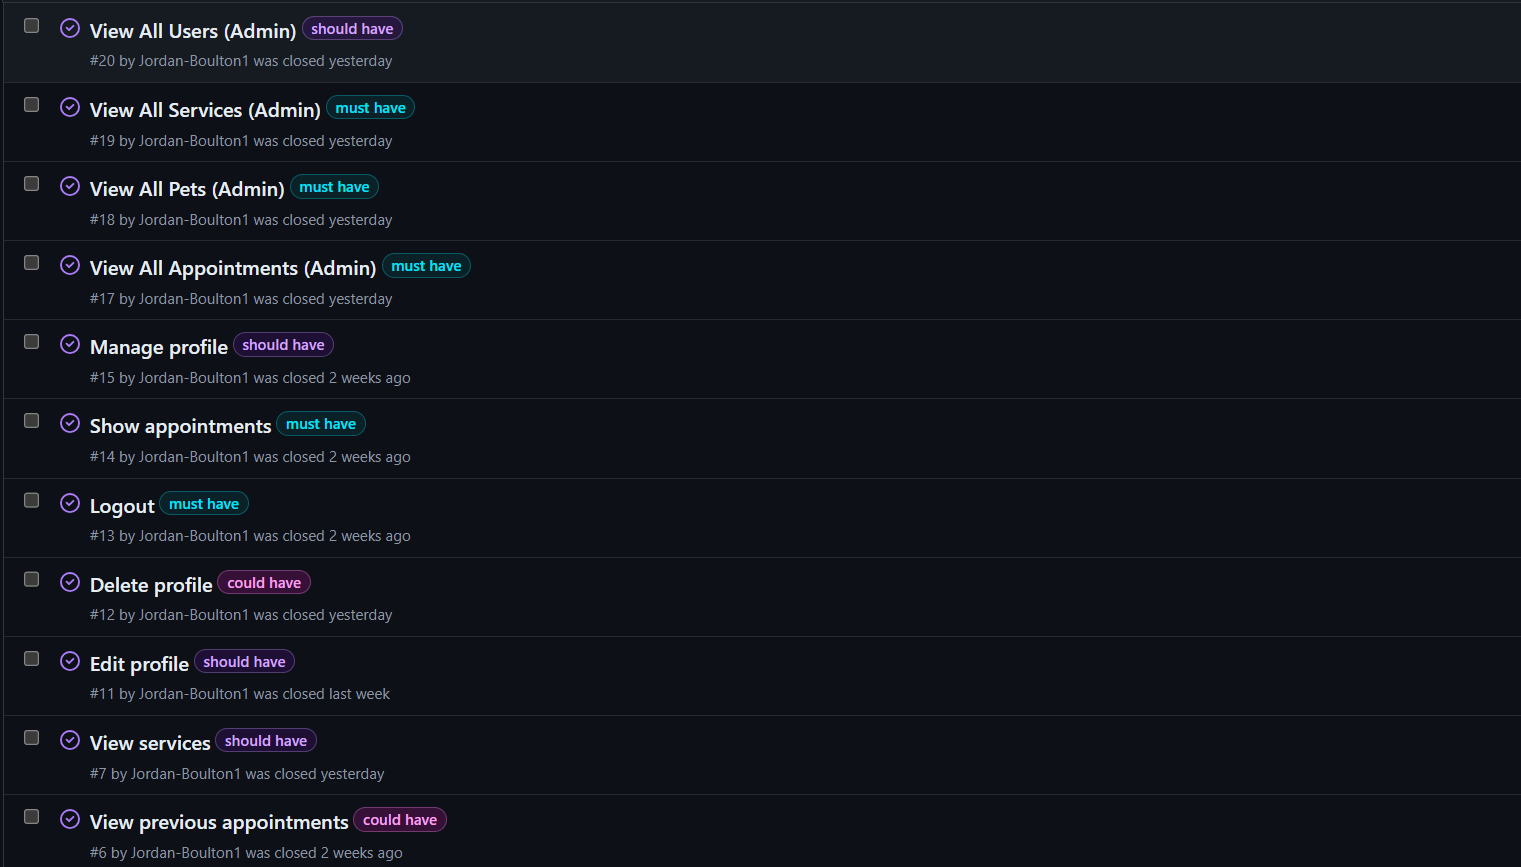 View All Users (Admin) should have
#20 by Jordan-Boulton1 was closed yesterday
View All Services (Admin) must have
#19 by Jordan-Boulton1 was closed yesterday
View All Pets (Admin) must have
#18 by Jordan-Boulton1 was closed yesterday
View All Appointments (Admin) must have
#17 by Jordan-Boulton1 was closed yesterday
Manage profile should have
#15 by Jordan-Boulton1 was closed 2 weeks ago
Show appointments must have
#14 by Jordan-Boulton1 was closed 2 weeks ago
Logout must have
#13 by Jordan-Boulton1 was closed 2 weeks ago
Delete profile could have
#12 by Jordan-Boulton1 was closed yesterday
Edit profile should have
#11 by Jordan-Boulton1 was closed last week
View services should have
#7 by Jordan-Boulton1 was closed yesterday
View previous appointments could have
#6 by Jordan-Boulton1 was closed 2 weeks ago